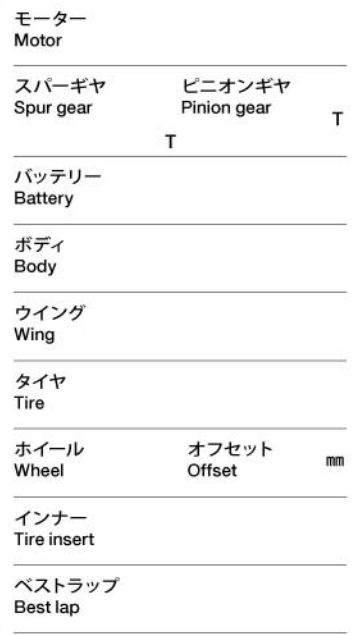 モーター
Motor
スパーギヤ ピニオンギヤ
Spur gear Pinion gear T
T
バッテリー
Battery
ボディ
Body
ウイング
Wing
タイヤ
Tire
ホイール オフセット
Wheel Offset ㎜
インナー
Tire insert
ベストラップ
Best lap